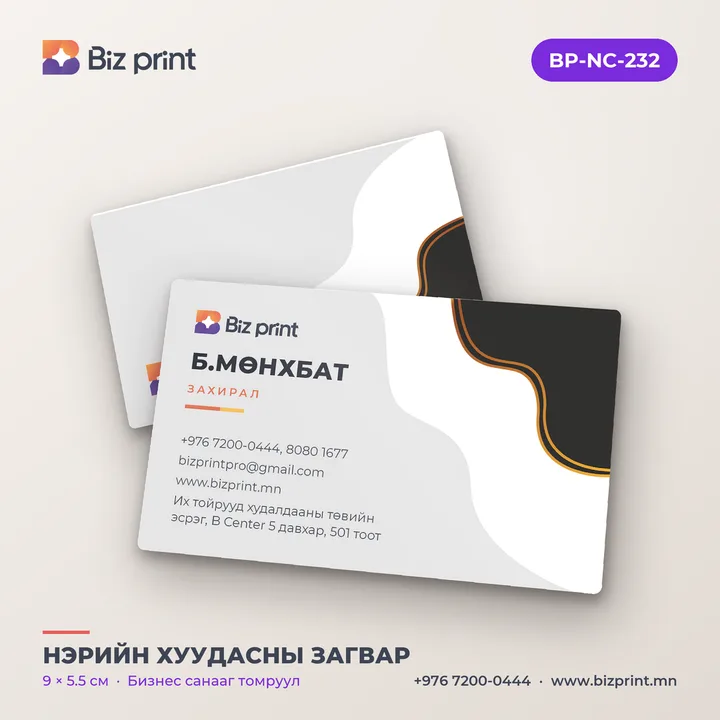 Biz print
BP-NC-232
Biz print
Б.МӨНХБАТ
ЗАХИРАЛ
+976 7200-0444, 8080 1677
bizprintpro@gmail.com
www.bizprint.mn
Их тойрууд худалдааны төвийн
эсрэг, B Center 5 давхар, 501 тоот
НЭРИЙН ХУУДАСНЫ ЗАГВАР
9 × 5.5 см · Бизнес санааг томруул
+976 7200-0444 · www.bizprint.mn